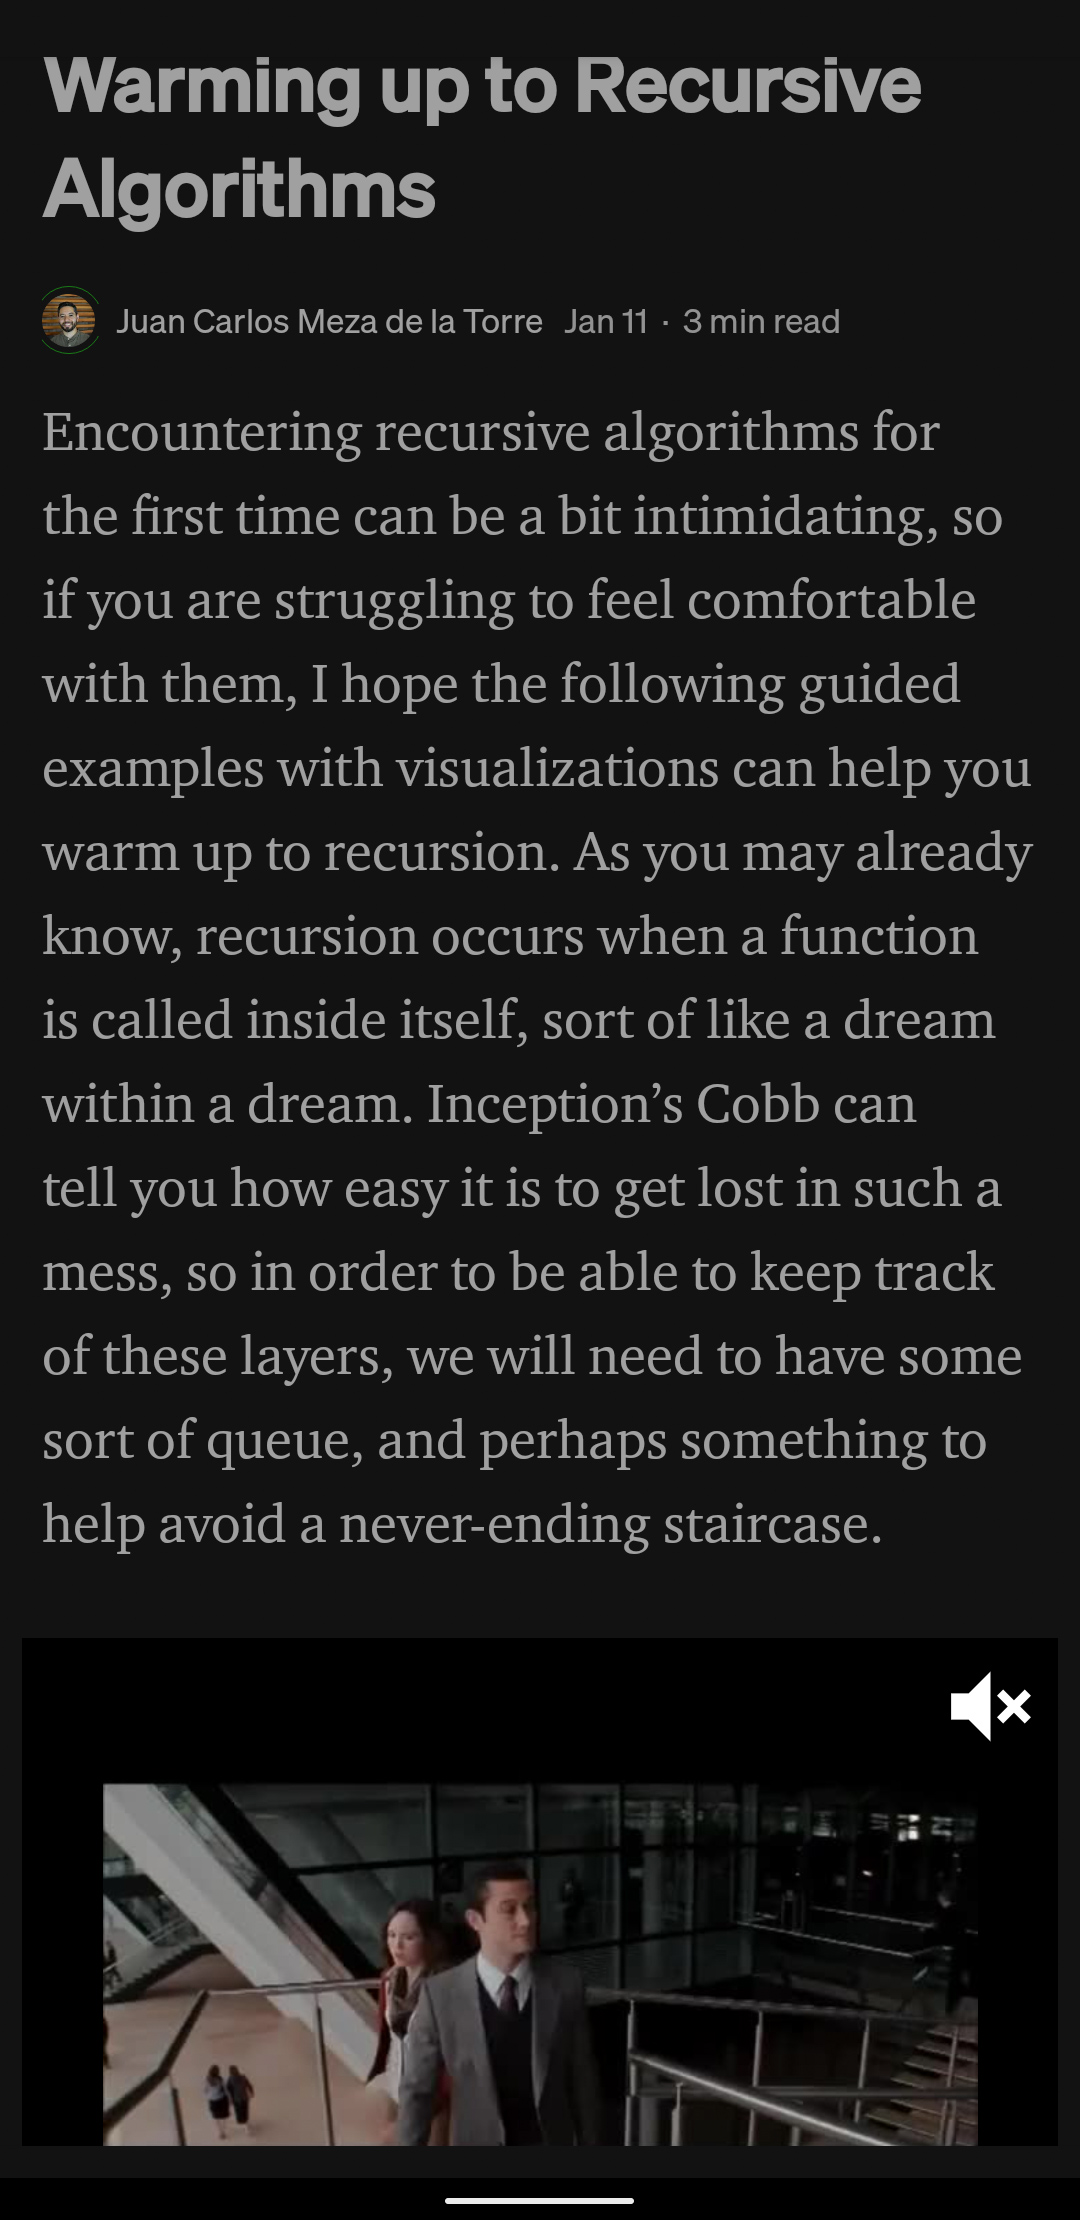 Warming up to Recursive
Algorithms
Juan Carlos Meza de la Torre Jan 11 · 3 min read
Encountering recursive algorithms for
the first time can be a bit intimidating, so
if you are struggling to feel comfortable
with them, I hope the following guided
examples with visualizations can help you
warm up to recursion. As you may already
know, recursion occurs when a function
is called inside itself, sort of like a dream
within a dream. Inception’s Cobb can
tell you how easy it is to get lost in such a
mess, so in order to be able to keep track
of these layers, we will need to have some
sort of queue, and perhaps something to
help avoid a never-ending staircase.